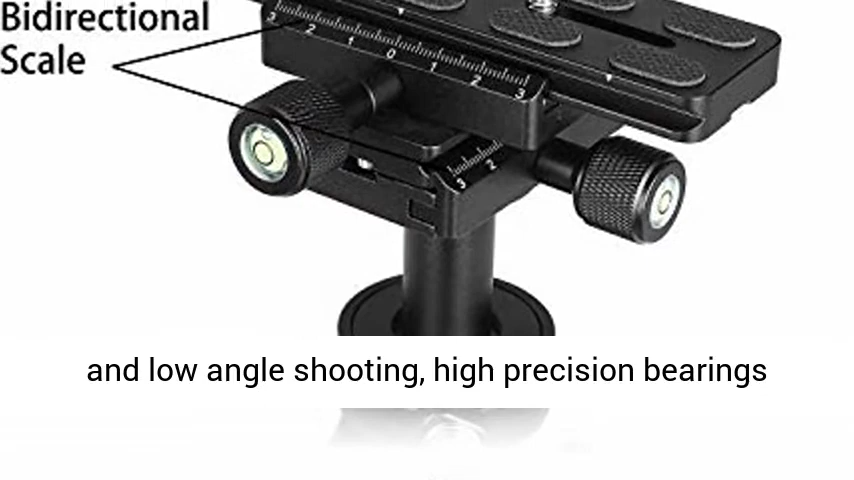 Bidirectional
Scale
3 2 1 0 1 2 3
3 2
and low angle shooting, high precision bearings